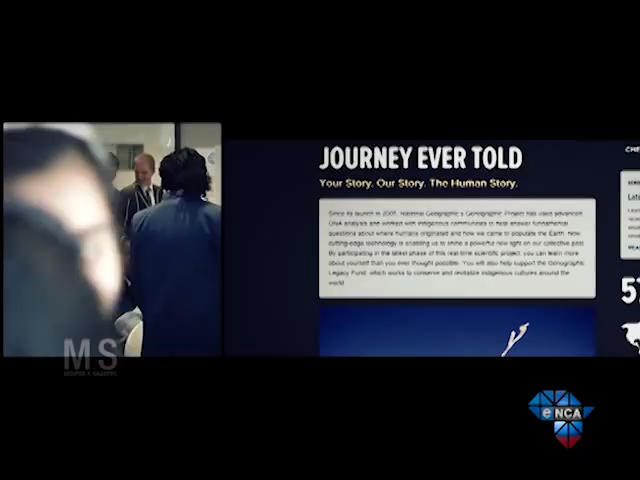 JOURNEY EVER TOLD
Your Story. Our Story. The Human Story.
Since its launch in 2005, National Geographic's Genographic Project has used advanced
DNA analysis and worked with indigenous communities to help answer fundamental
questions about where humans originated and how we came to populate the Earth. Now,
cutting-edge technology is enabling us to shine a powerful new light on our collective past.
By participating in the latest phase of this real-time scientific project, you can learn more
about yourself than you ever thought possible. You will also help support the Genographic
Legacy Fund, which works to conserve and revitalize indigenous cultures around the
world.
CHE
Late
57
MS
eNCA